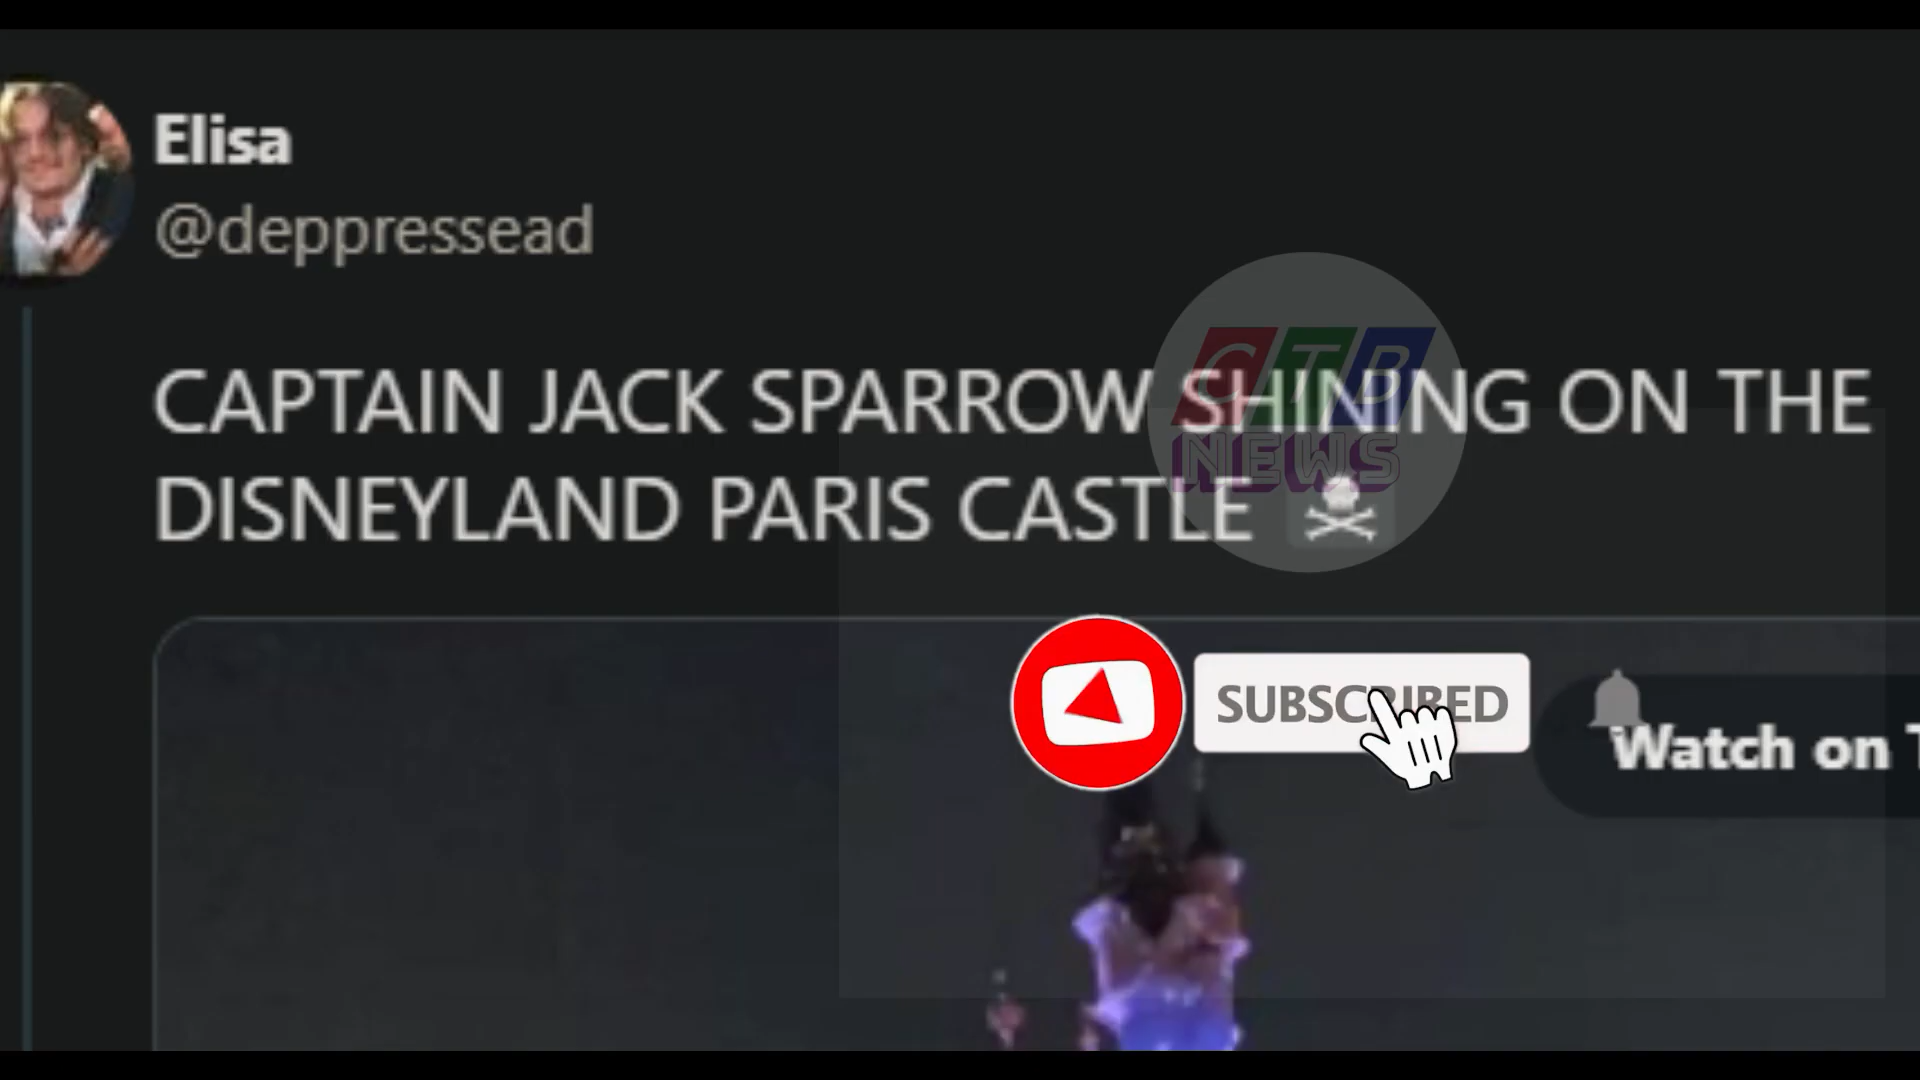 Elisa
@deppressead
CAPTAIN JACK SPARROW SHINING ON THE
DISNEYLAND PARIS CASTLE ☠
CTB
NEWS
SUBSCRIBED
Watch on T